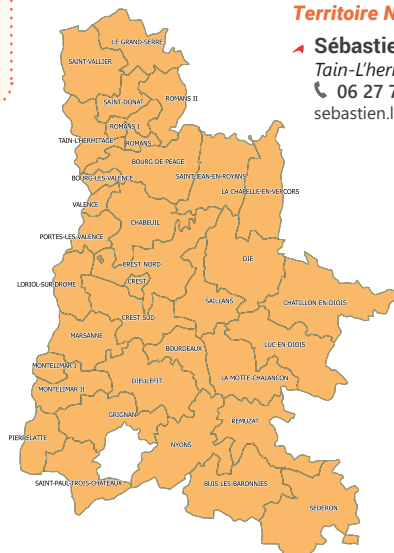 Territoire N
Sébastie
Tain-L'her
06 27 7
sebastien.l
LE GRAND-SERRE
SAINT-VALLIER
SAINT-DONAT
ROMANS II
ROMANS I
TAIN-L'HERMITAGE
ROMANS
BOURG-DE-PEAGE
BOURG-LES-VALENCE
SAINT-JEAN-EN-ROYANS
LA CHAPELLE-EN-VERCORS
VALENCE
CHABEUIL
PORTES-LES-VALENCE
CREST NORD
DIE
LORIOL-SUR-DROME
CREST
SAILLANS
CHATILLON-EN-DIOIS
CREST SUD
MARSANNE
LUC-EN-DIOIS
BOURDEAUX
MONTELIMAR I
DIEULEFIT
LA MOTTE-CHALANCON
MONTELIMAR II
GRIGNAN
REMUZAT
PIERRELATTE
NYONS
SAINT-PAUL-TROIS-CHATEAUX
BUIS-LES-BARONNIES
SEDERON